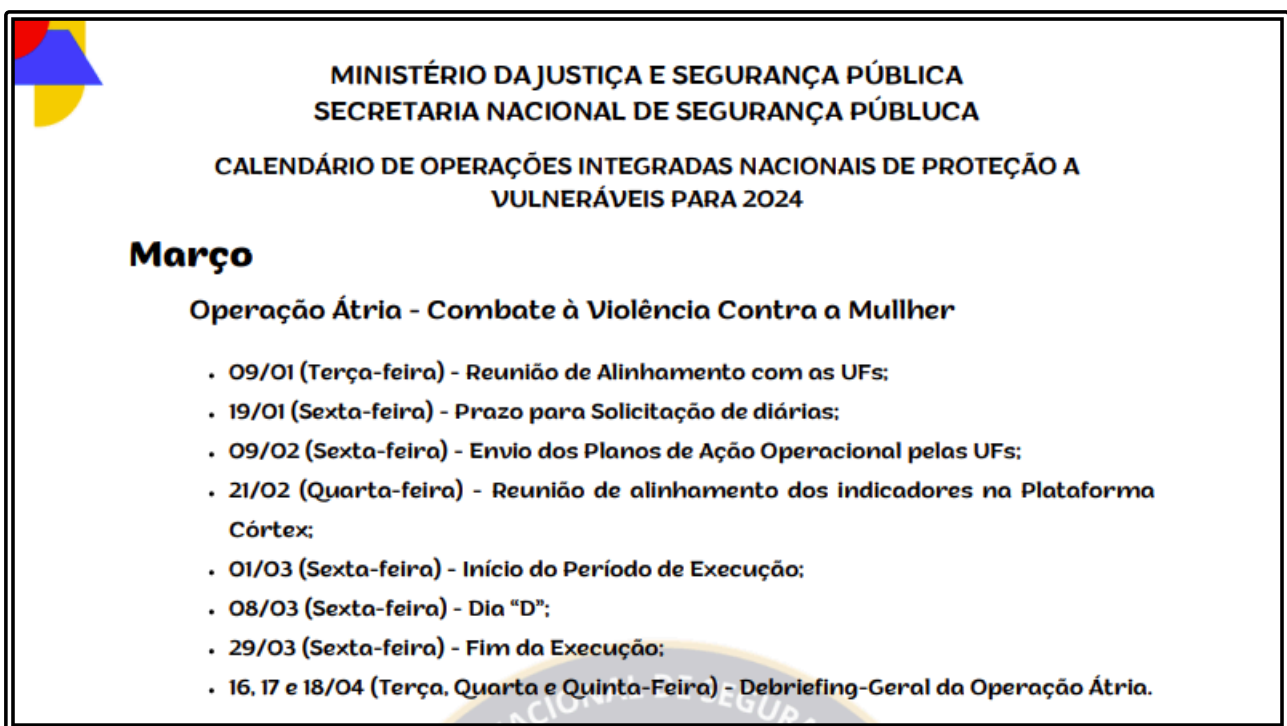 MINISTÉRIO DA JUSTIÇA E SEGURANÇA PÚBLICA
SECRETARIA NACIONAL DE SEGURANÇA PÚBLUCA
CALENDÁRIO DE OPERAÇÕES INTEGRADAS NACIONAIS DE PROTEÇÃO A
VULNERÁVEIS PARA 2024
Março
Operação Átria - Combate à Violência Contra a Mullher
• 09/01 (Terça-feira) - Reunião de Alinhamento com as UFs;
• 19/01 (Sexta-feira) - Prazo para Solicitação de diárias;
• 09/02 (Sexta-feira) - Envio dos Planos de Ação Operacional pelas UFs;
• 21/02 (Quarta-feira) - Reunião de alinhamento dos indicadores na Plataforma
Córtex;
• 01/03 (Sexta-feira) - Início do Período de Execução;
• 08/03 (Sexta-feira) - Dia “D”;
• 29/03 (Sexta-feira) - Fim da Execução;
• 16, 17 e 18/04 (Terça, Quarta e Quinta-Feira) - Debriefing-Geral da Operação Átria.